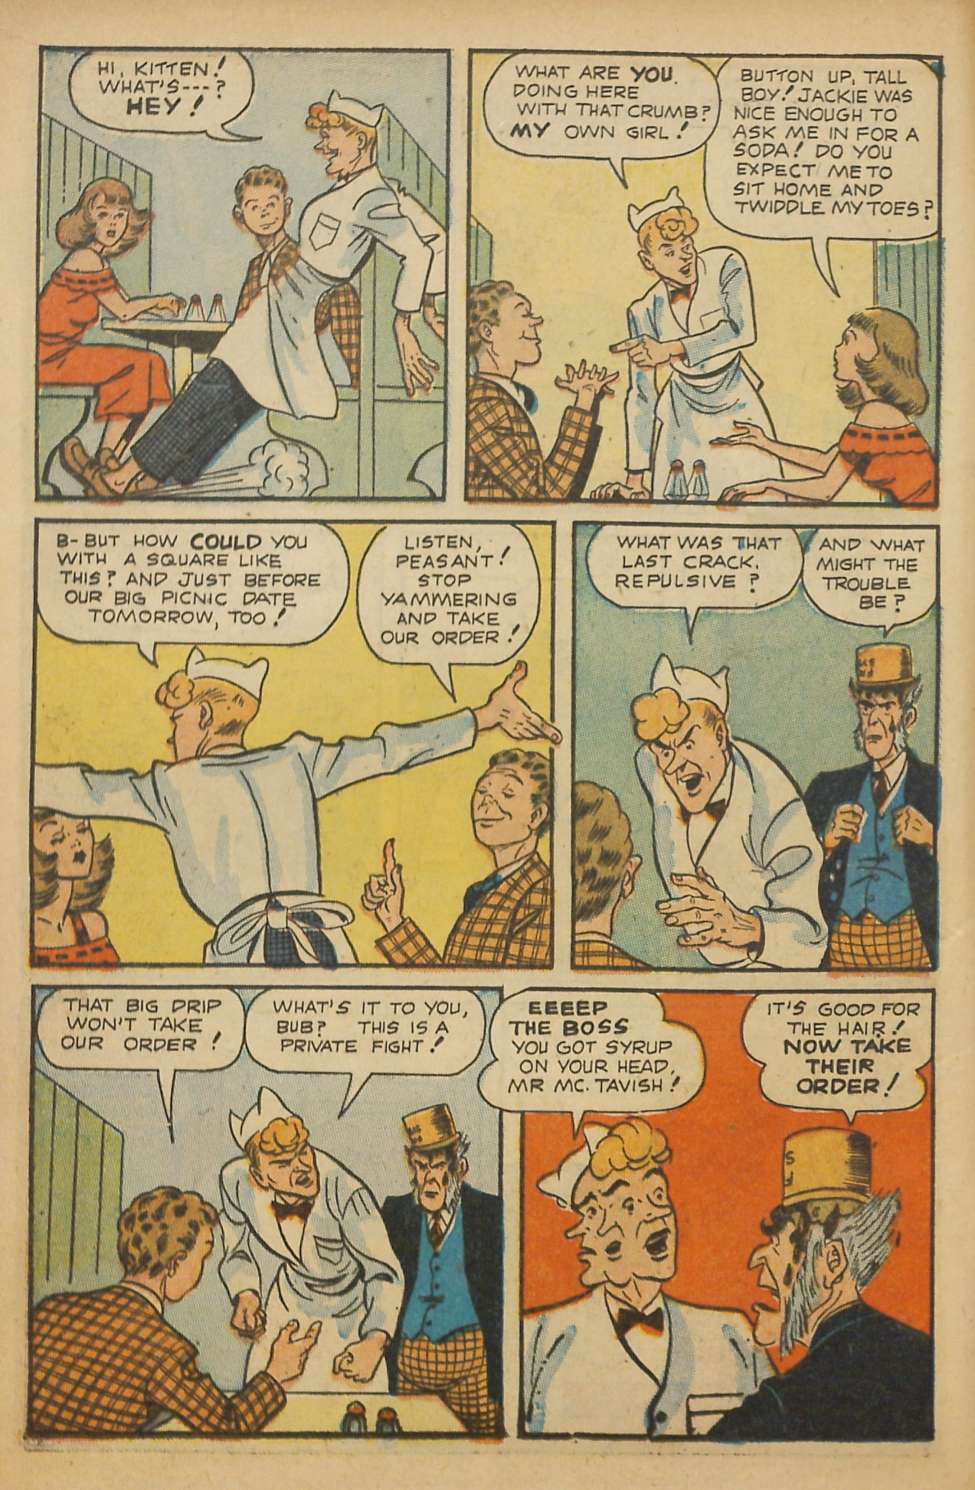 HI, KITTEN!
WHAT'S---?
HEY!
WHAT ARE YOU
DOING HERE
WITH THAT CRUMB?
MY OWN GIRL!
BUTTON UP, TALL
BOY! JACKIE WAS
NICE ENOUGH TO
ASK ME IN FOR A
SODA! DO YOU
EXPECT ME TO
SIT HOME AND
TWIDDLE MY TOES?
B-BUT HOW COULD YOU
WITH A SQUARE LIKE
THIS? AND JUST BEFORE
OUR BIG PICNIC DATE
TOMORROW, TOO!
LISTEN,
PEASANT!
STOP
YAMMERING
AND TAKE
OUR ORDER!
WHAT WAS THAT
LAST CRACK,
REPULSIVE?
AND WHAT
MIGHT THE
TROUBLE
BE?
THAT BIG DRIP
WON'T TAKE
OUR ORDER!
WHAT'S IT TO YOU,
BUB? THIS IS A
PRIVATE FIGHT!
EEEEP
THE BOSS
YOU GOT SYRUP
ON YOUR HEAD,
MR MC. TAVISH!
IT'S GOOD FOR
THE HAIR!
NOW TAKE
THEIR
ORDER!